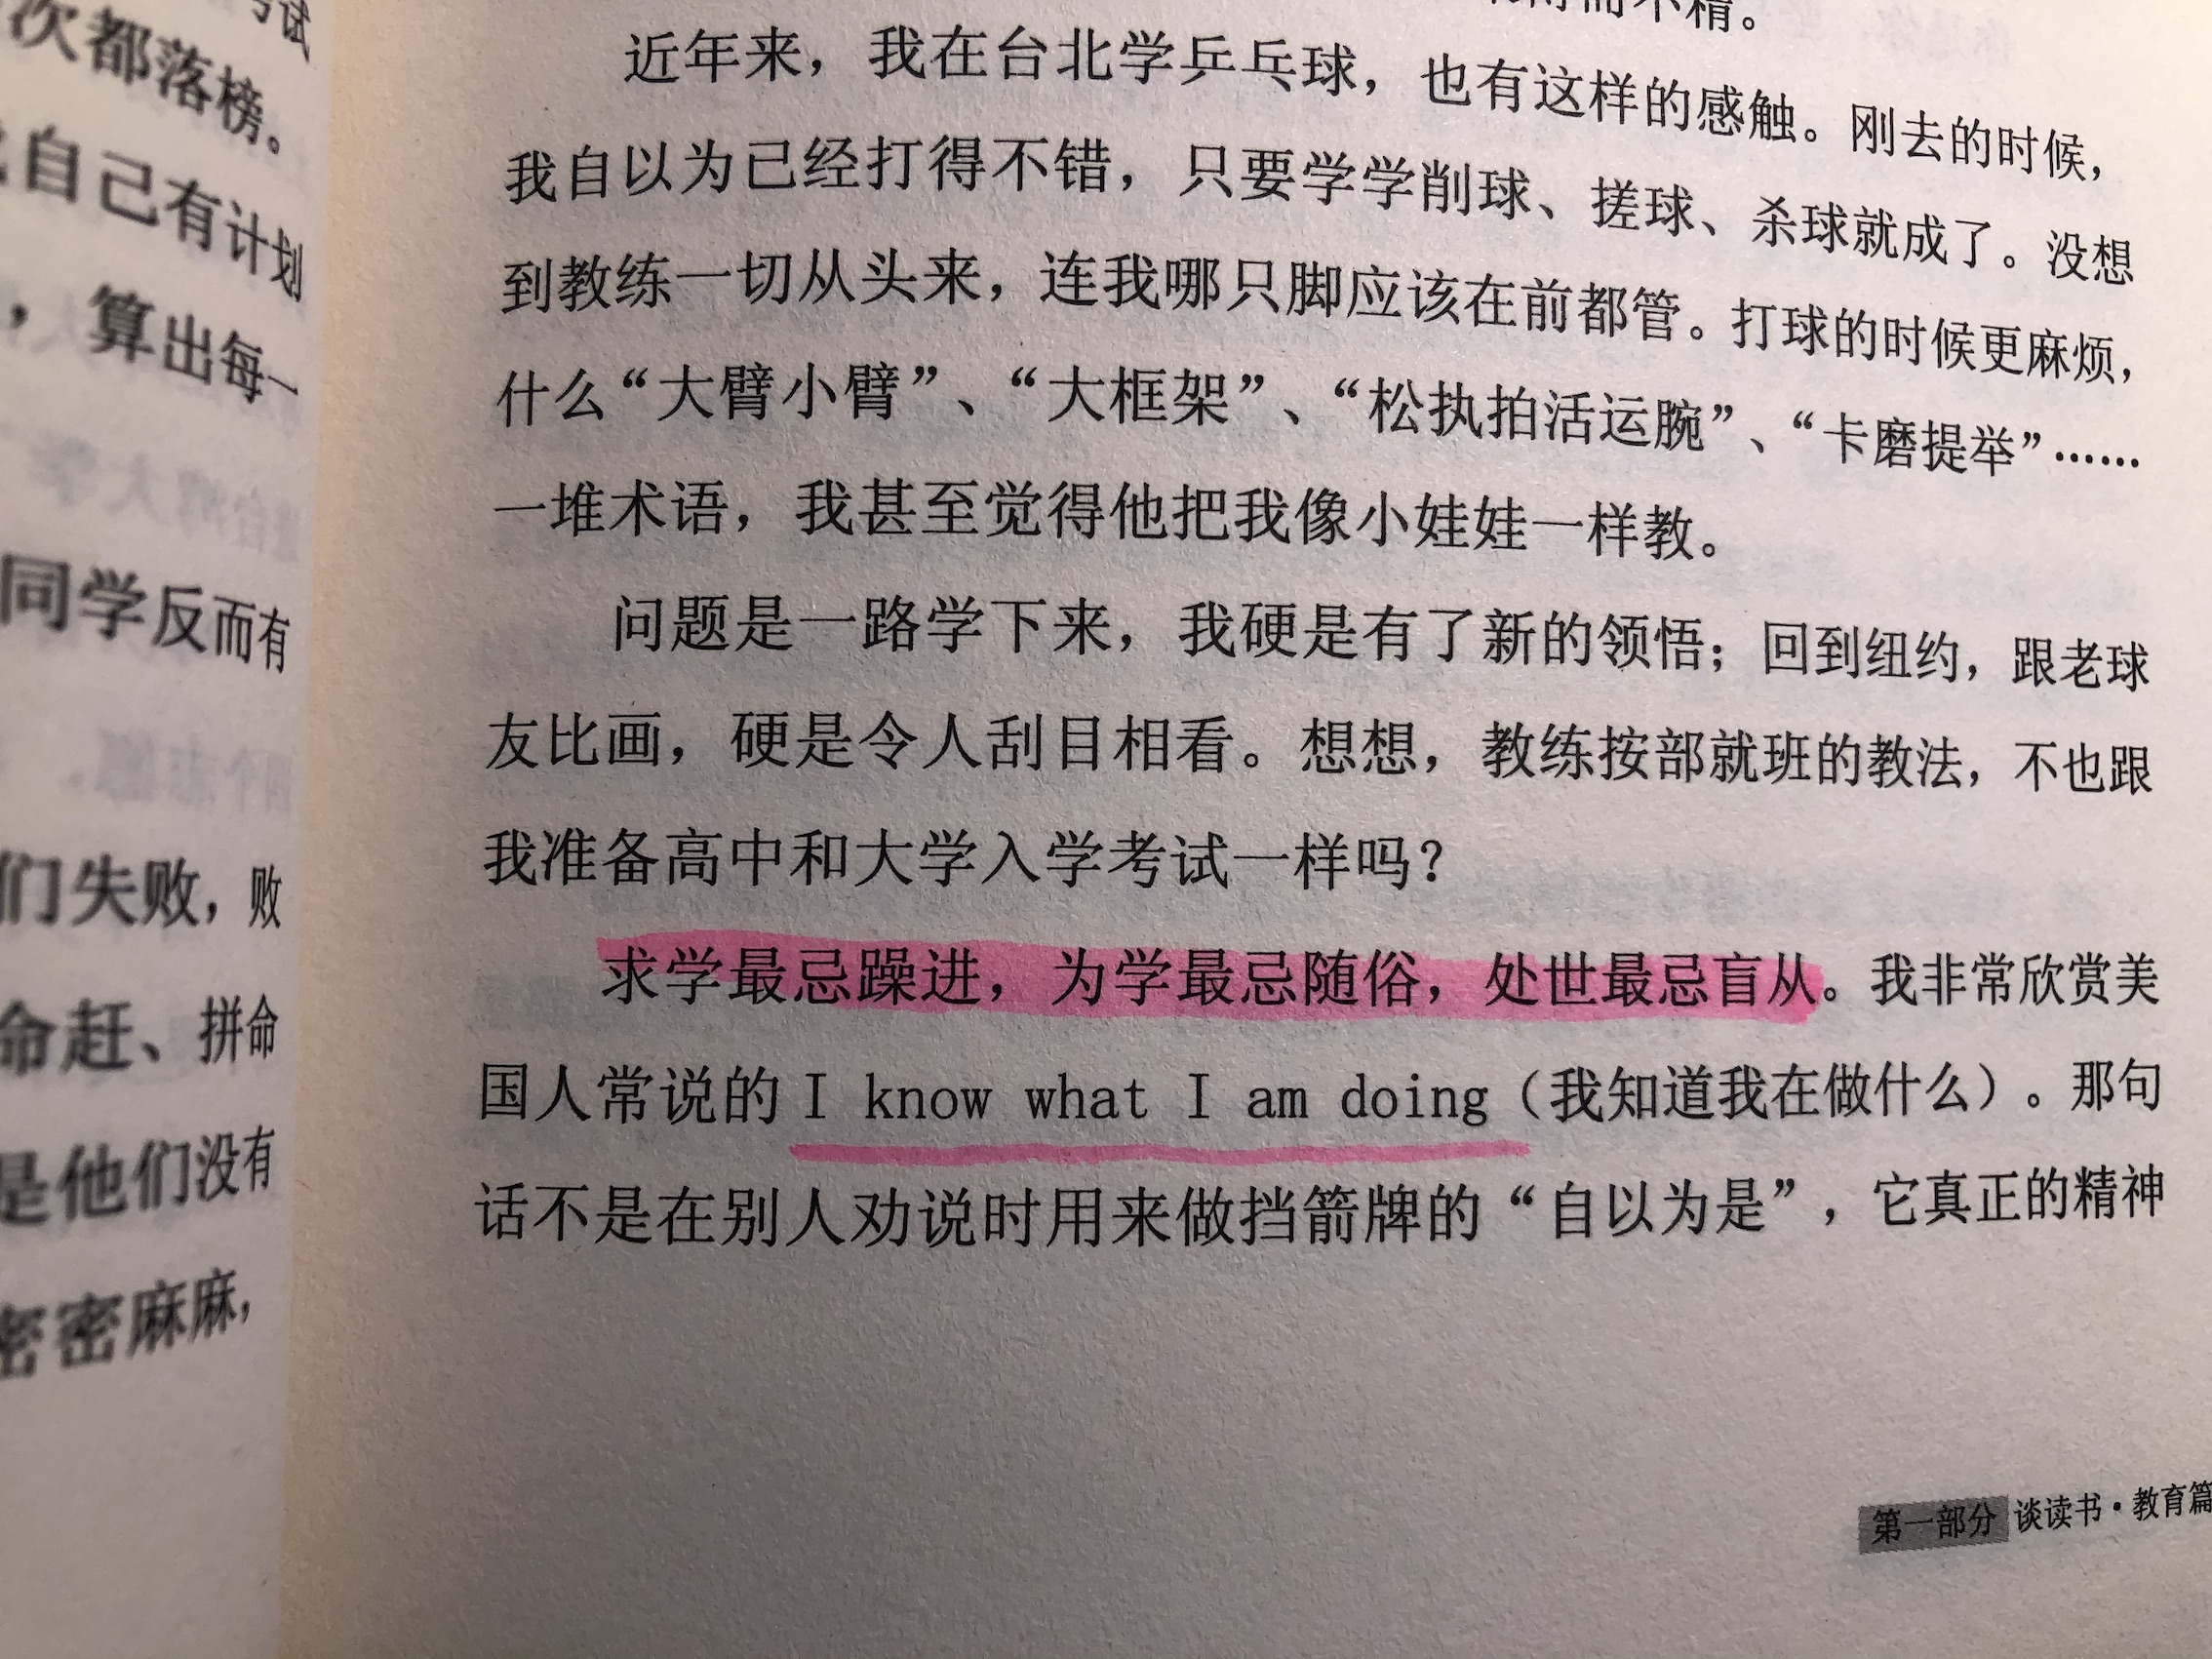 考试
次都落榜。
自己有计划
，算出每一
同学反而有
们失败，败
命赶、拼命
是他们没有
密密麻麻，
而不精。
近年来，我在台北学乒乓球，也有这样的感触。刚去的时候，
我自以为已经打得不错，只要学学削球、搓球、杀球就成了。没想
到教练一切从头来，连我哪只脚应该在前都管。打球的时候更麻烦，
什么“大臂小臂”、“大框架”、“松执拍活运腕”、“卡磨提举”……
一堆术语，我甚至觉得他把我像小娃娃一样教。
问题是一路学下来，我硬是有了新的领悟；回到纽约，跟老球
友比画，硬是令人刮目相看。想想，教练按部就班的教法，不也跟
我准备高中和大学入学考试一样吗？
求学最忌躁进，为学最忌随俗，处世最忌盲从。我非常欣赏美
国人常说的 I know what I am doing（我知道我在做什么）。那句
话不是在别人劝说时用来做挡箭牌的“自以为是”，它真正的精神
第一部分 谈读书·教育篇